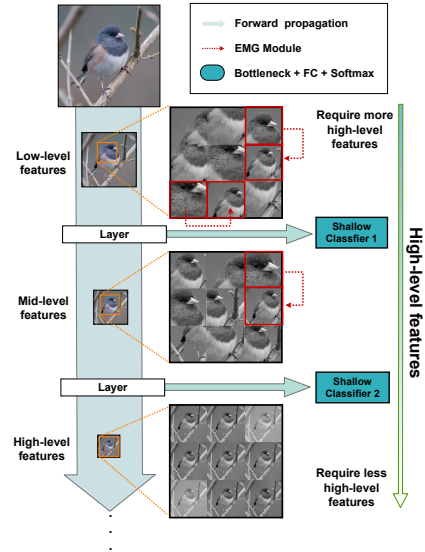 Forward propagation
EMG Module
Bottleneck + FC + Softmax
Require more
high-level
features
Low-level
features
Layer
Shallow
Classfier 1
Mid-level
features
High-level features
Layer
Shallow
Classifier 2
High-level
features
Require less
high-level
features